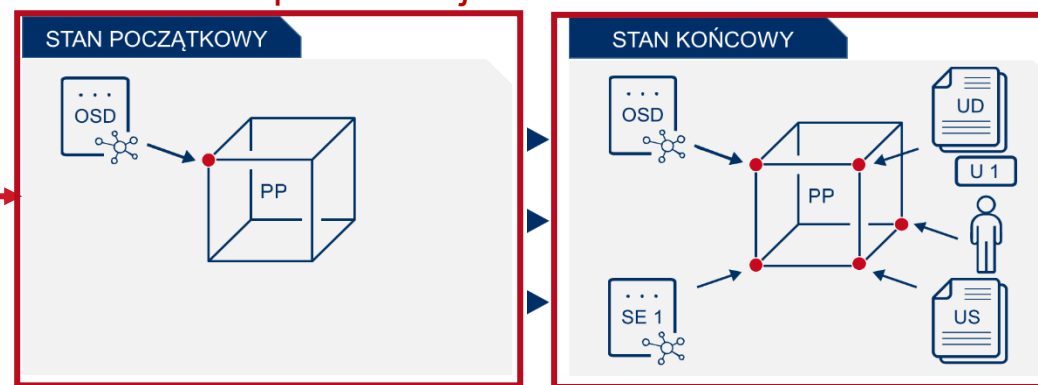 STAN POCZĄTKOWY
. . .
OSD
PP
STAN KOŃCOWY
. . .
OSD
UD
U 1
PP
. . .
SE 1
US